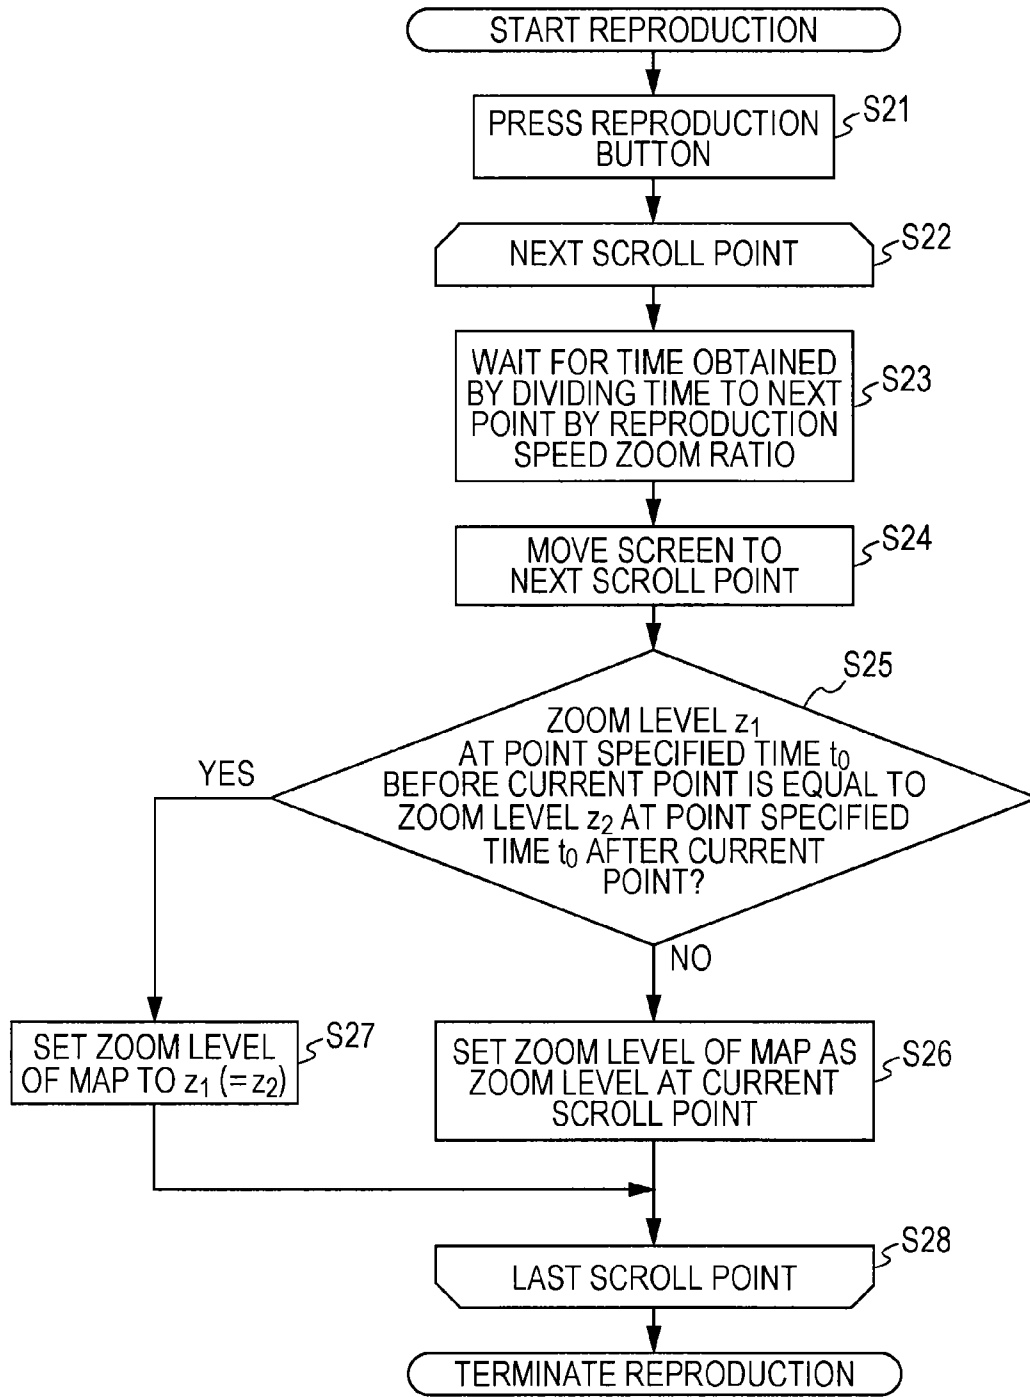 START REPRODUCTION
PRESS REPRODUCTION
BUTTON
S21
NEXT SCROLL POINT
S22
WAIT FOR TIME OBTAINED
BY DIVIDING TIME TO NEXT
POINT BY REPRODUCTION
SPEED ZOOM RATIO
S23
MOVE SCREEN TO
NEXT SCROLL POINT
S24
S25
ZOOM LEVEL z₁
AT POINT SPECIFIED TIME t₀
BEFORE CURRENT POINT IS EQUAL TO
ZOOM LEVEL z₂ AT POINT SPECIFIED
TIME t₀ AFTER CURRENT
POINT?
YES
NO
SET ZOOM LEVEL
OF MAP TO z₁ (=z₂)
S27
SET ZOOM LEVEL OF MAP AS
ZOOM LEVEL AT CURRENT
SCROLL POINT
S26
LAST SCROLL POINT
S28
TERMINATE REPRODUCTION